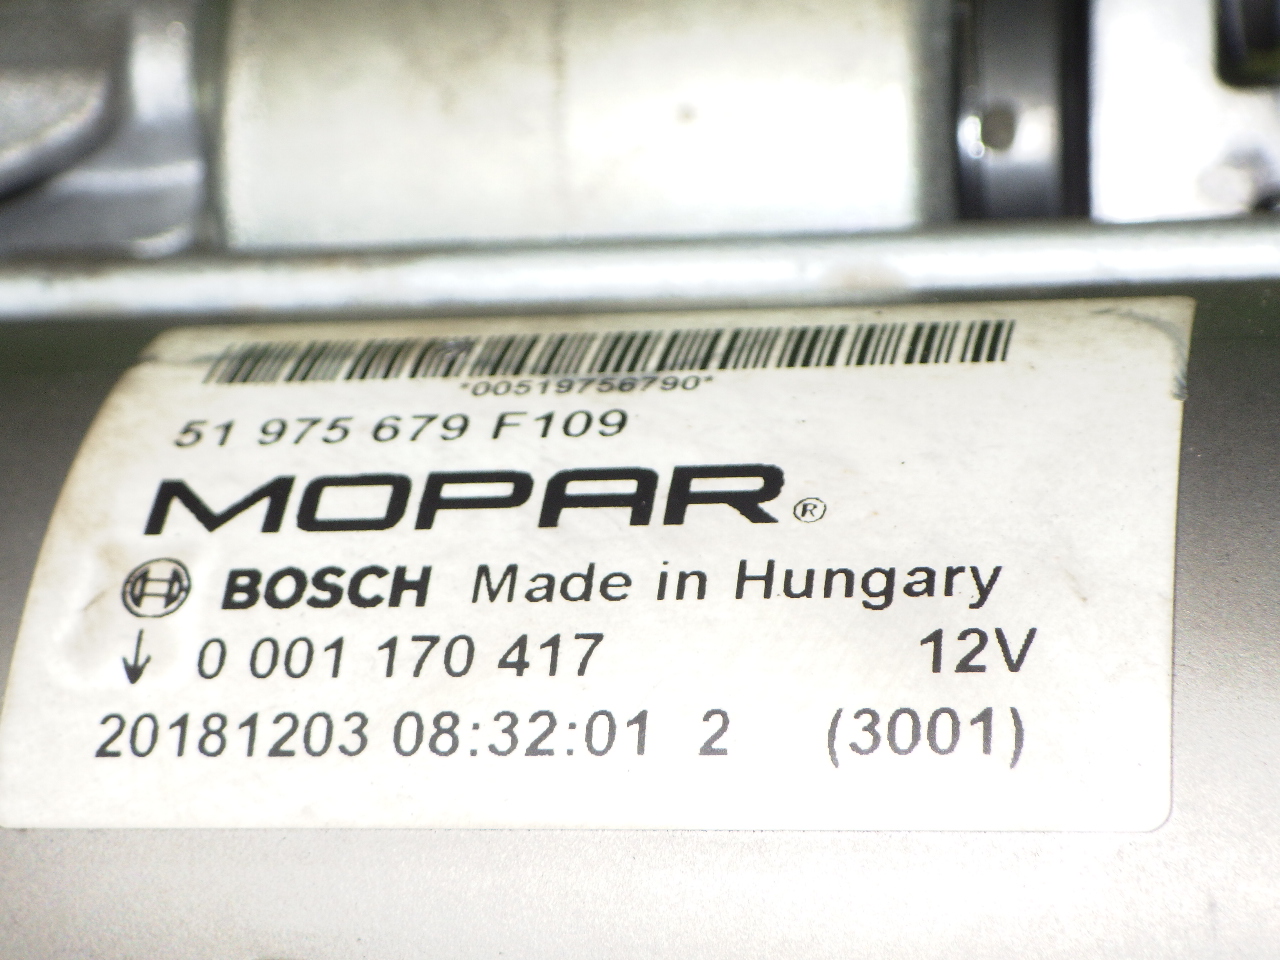 *00519756790*
51 975 679 F109
MOPAR®
BOSCH Made in Hungary
0 001 170 417 12V
20181203 08:32:01 2 (3001)